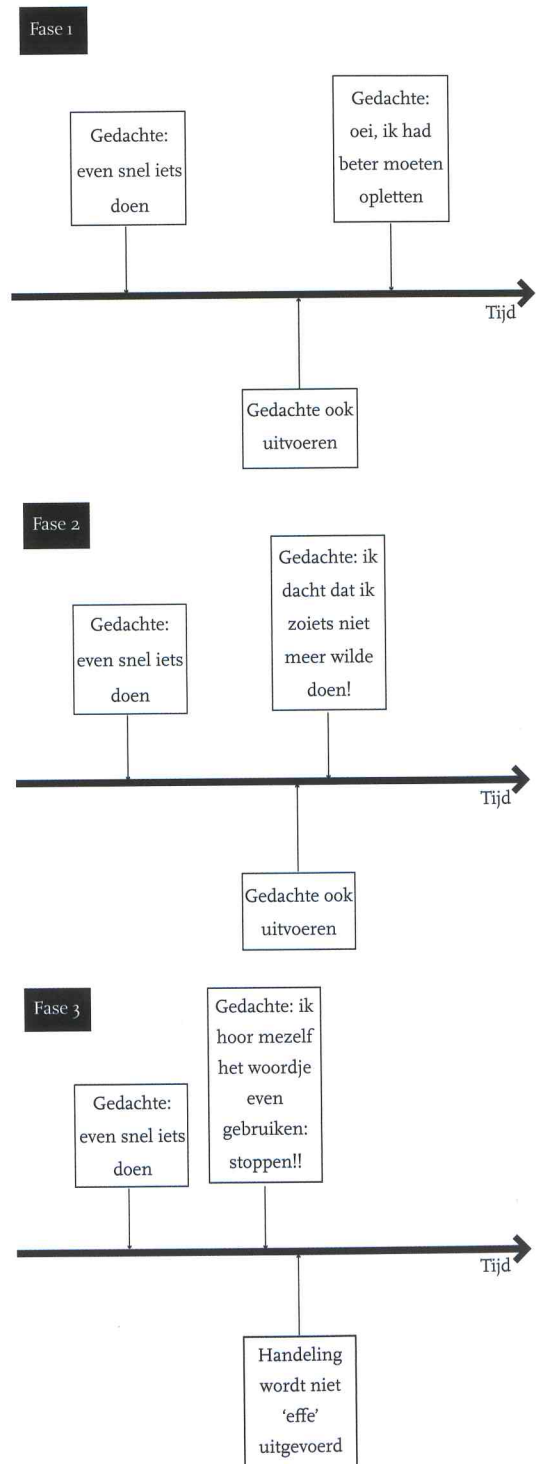 Fase 1
Gedachte:
even snel iets
doen
Gedachte:
oei, ik had
beter moeten
opletten
Tijd
Gedachte ook
uitvoeren
Fase 2
Gedachte:
even snel iets
doen
Gedachte: ik
dacht dat ik
zoiets niet
meer wilde
doen!
Tijd
Gedachte ook
uitvoeren
Fase 3
Gedachte:
even snel iets
doen
Gedachte: ik
hoor mezelf
het woordje
even
gebruiken:
stoppen!!
Tijd
Handeling
wordt niet
‘effe’
uitgevoerd